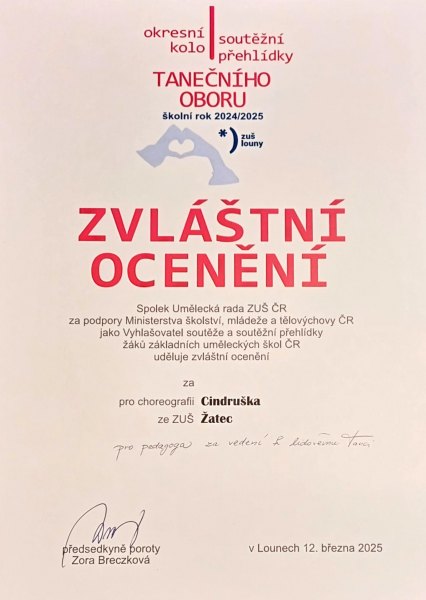 okresní kolo
soutěžní přehlídky
TANEČNÍHO
OBORU
školní rok 2024/2025
*) zuš louny
ZVLÁŠTNÍ
OCENĚNÍ
Spolek Umělecká rada ZUŠ ČR
za podpory Ministerstva školství, mládeže a tělovýchovy ČR
jako Vyhlašovatel soutěže a soutěžní přehlídky
žáků základních uměleckých škol ČR
uděluje zvláštní ocenění
za
pro choreografii Cindruška
ze ZUŠ Žatec
pro pedagoga za vedení k lidovému tanci
předsedkyně poroty
Zora Breczková
v Lounech 12. března 2025